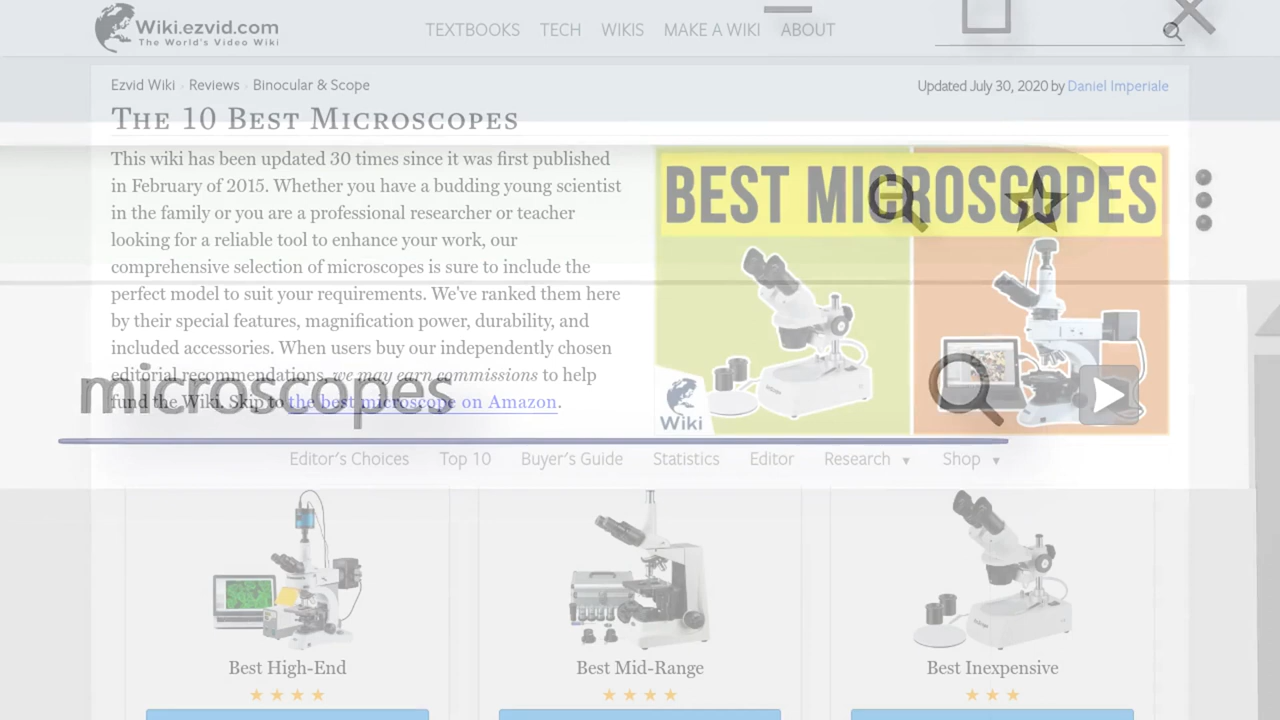 Wiki.ezvid.com
The World's Video Wiki
TEXTBOOKS TECH WIKIS MAKE A WIKI ABOUT
Ezvid Wiki Reviews Binocular & Scope
Updated July 30, 2020 by Daniel Imperiale
THE 10 BEST MICROSCOPES
This wiki has been updated 30 times since it was first published
in February of 2015. Whether you have a budding young scientist
in the family or you are a professional researcher or teacher
looking for a reliable tool to enhance your work, our
comprehensive selection of microscopes is sure to include the
perfect model to suit your requirements. We've ranked them here
by their special features, magnification power, durability, and
included accessories. When users buy our independently chosen
editorial recommendations, we may earn commissions to help
fund the Wiki. Skip to the best microscope on Amazon.
BEST MICROSCOPES
Wiki
microscopes
Editor's Choices Top 10 Buyer's Guide Statistics Editor Research ▼ Shop ▼
Best High-End
Best Mid-Range
Best Inexpensive